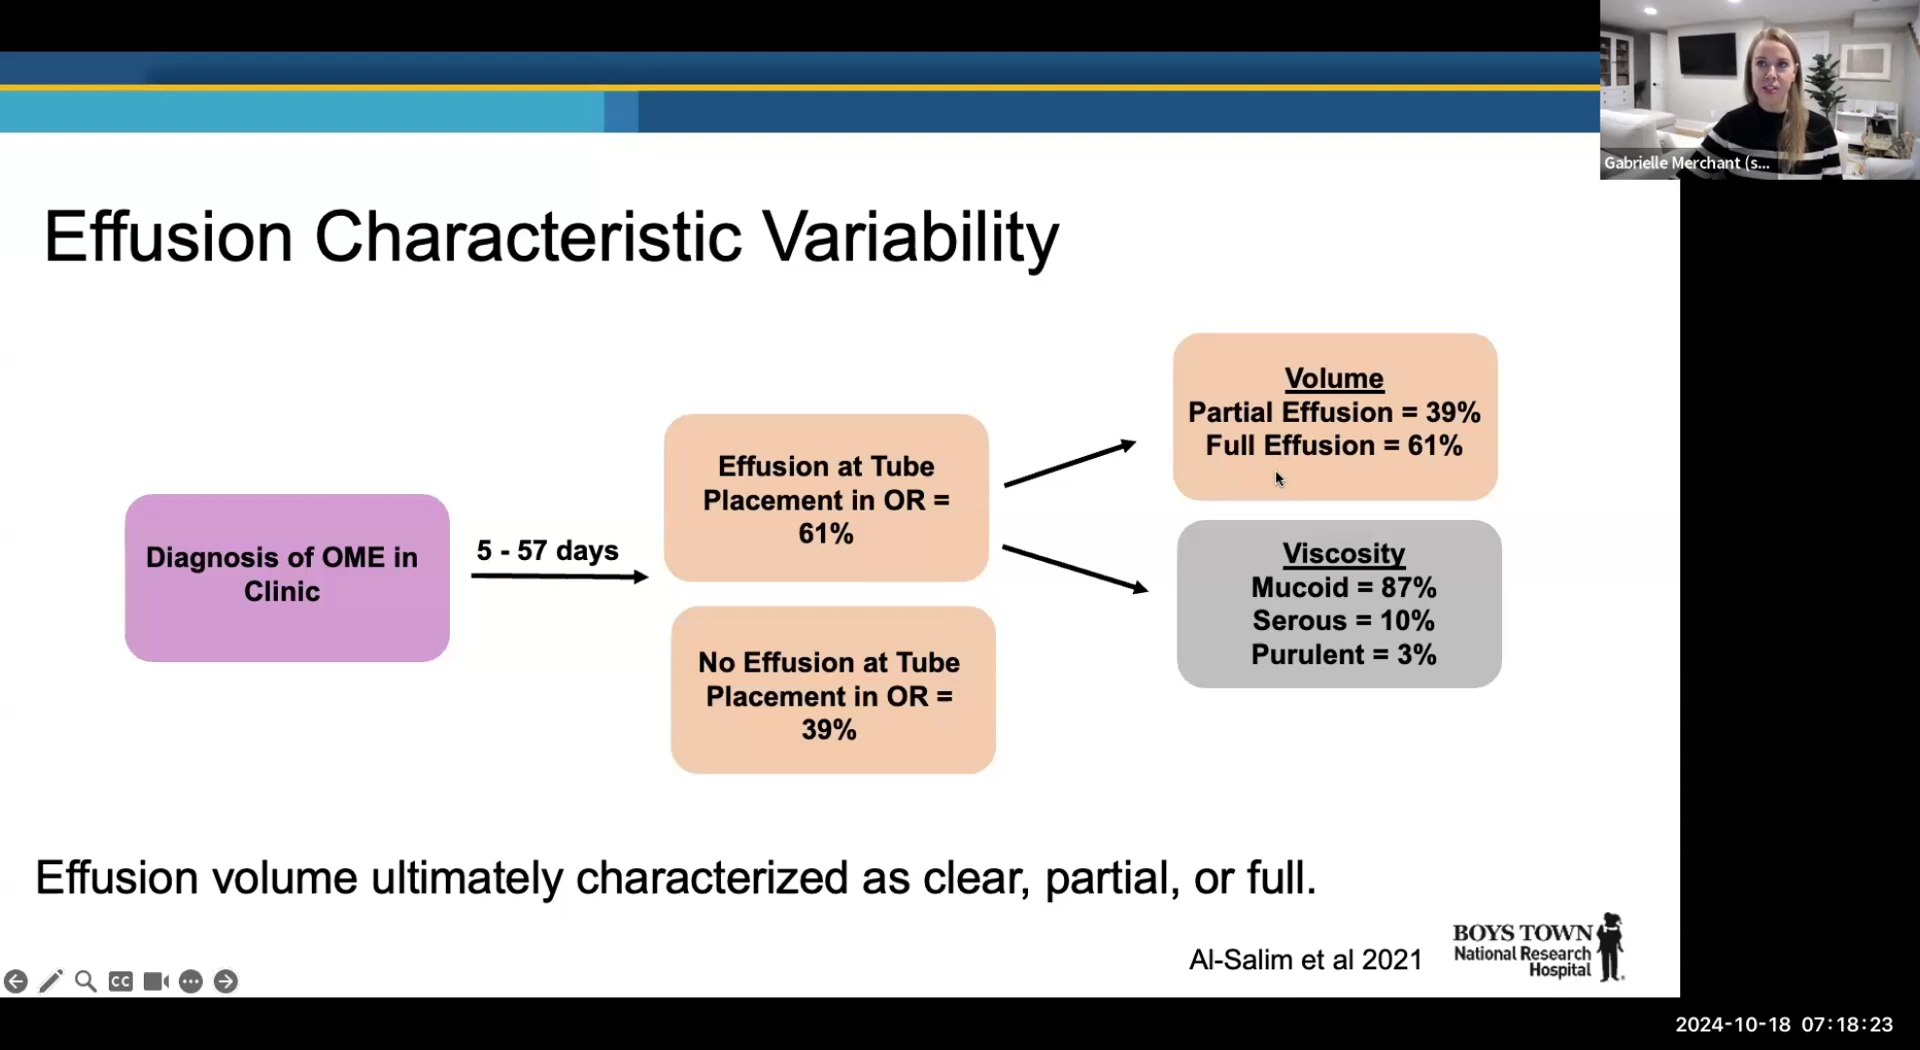 Gabrielle Merchant (s...
Effusion Characteristic Variability
Diagnosis of OME in
Clinic
5 - 57 days
Effusion at Tube
Placement in OR =
61%
No Effusion at Tube
Placement in OR =
39%
Volume
Partial Effusion = 39%
Full Effusion = 61%
Viscosity
Mucoid = 87%
Serous = 10%
Purulent = 3%
Effusion volume ultimately characterized as clear, partial, or full.
Al-Salim et al 2021
BOYS TOWN
National Research
Hospital
CC
2024-10-18 07:18:23